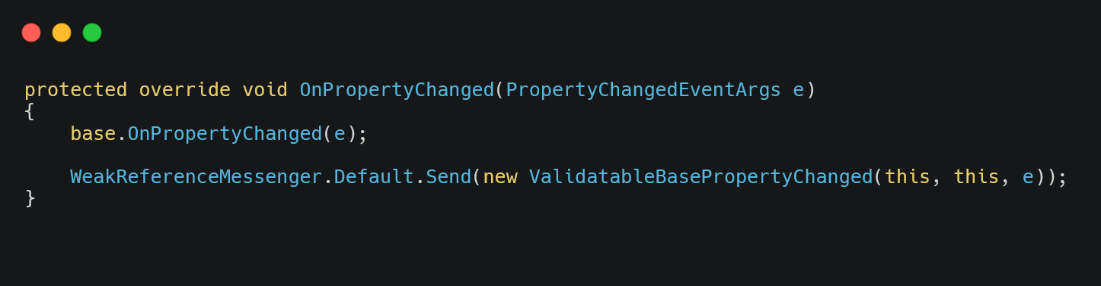 protected override void OnPropertyChanged(PropertyChangedEventArgs e)
{
    base.OnPropertyChanged(e);

    WeakReferenceMessenger.Default.Send(new ValidatableBasePropertyChanged(this, this, e));
}